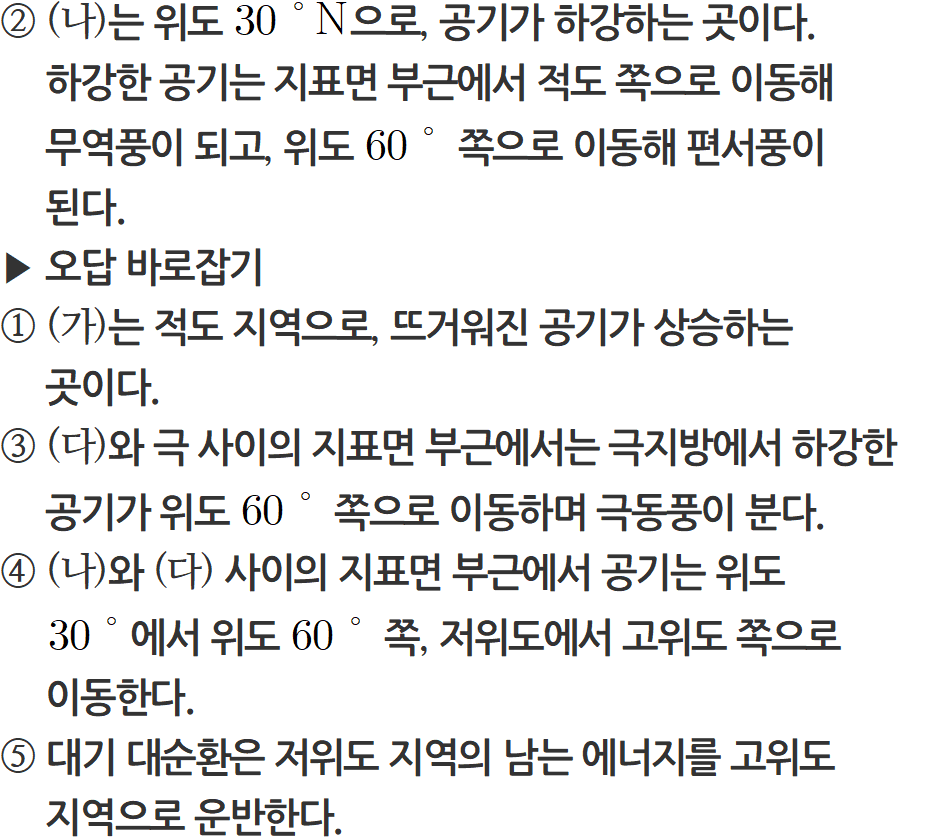 ② (나)는 위도 30°N으로, 공기가 하강하는 곳이다.
하강한 공기는 지표면 부근에서 적도 쪽으로 이동해
무역풍이 되고, 위도 60° 쪽으로 이동해 편서풍이
된다.
▶ 오답 바로잡기
① (가)는 적도 지역으로, 뜨거워진 공기가 상승하는
곳이다.
③ (다)와 극 사이의 지표면 부근에서는 극지방에서 하강한
공기가 위도 60° 쪽으로 이동하며 극동풍이 분다.
④ (나)와 (다) 사이의 지표면 부근에서 공기는 위도
30°에서 위도 60° 쪽, 저위도에서 고위도 쪽으로
이동한다.
⑤ 대기 대순환은 저위도 지역의 남는 에너지를 고위도
지역으로 운반한다.